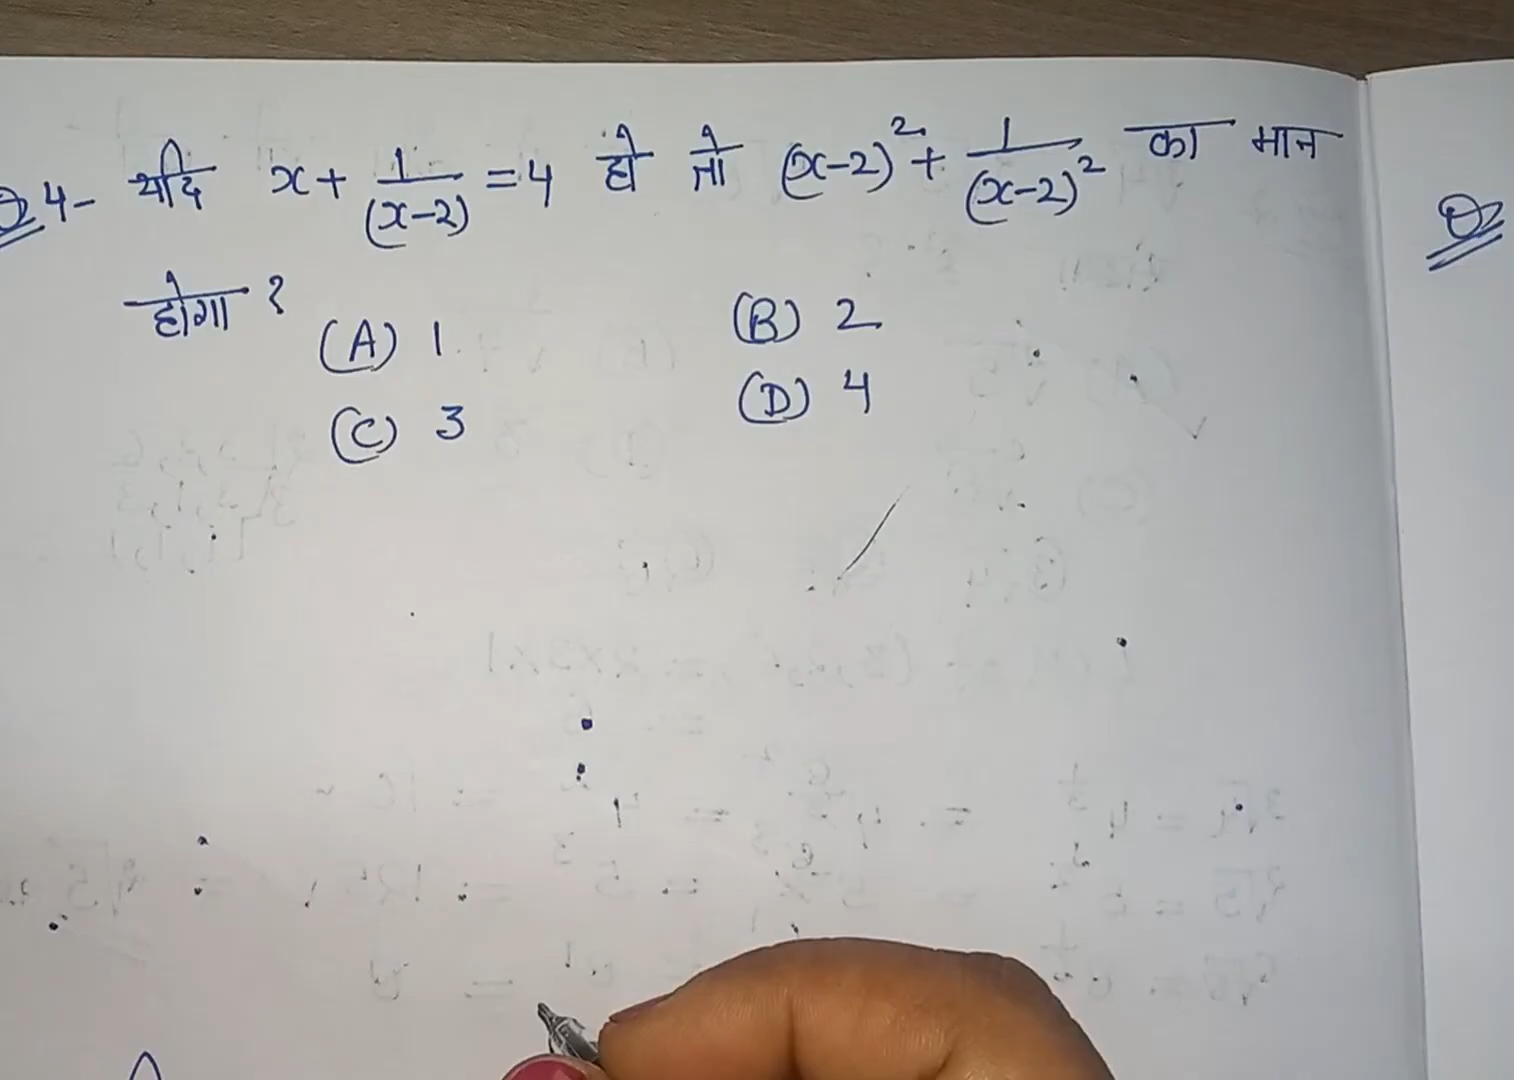 Q4- यदि x + 1/(x-2) = 4 हो तो (x-2)² + 1/(x-2)² का मान
होगा ?
(A) 1 (B) 2
(C) 3 (D) 4
Q